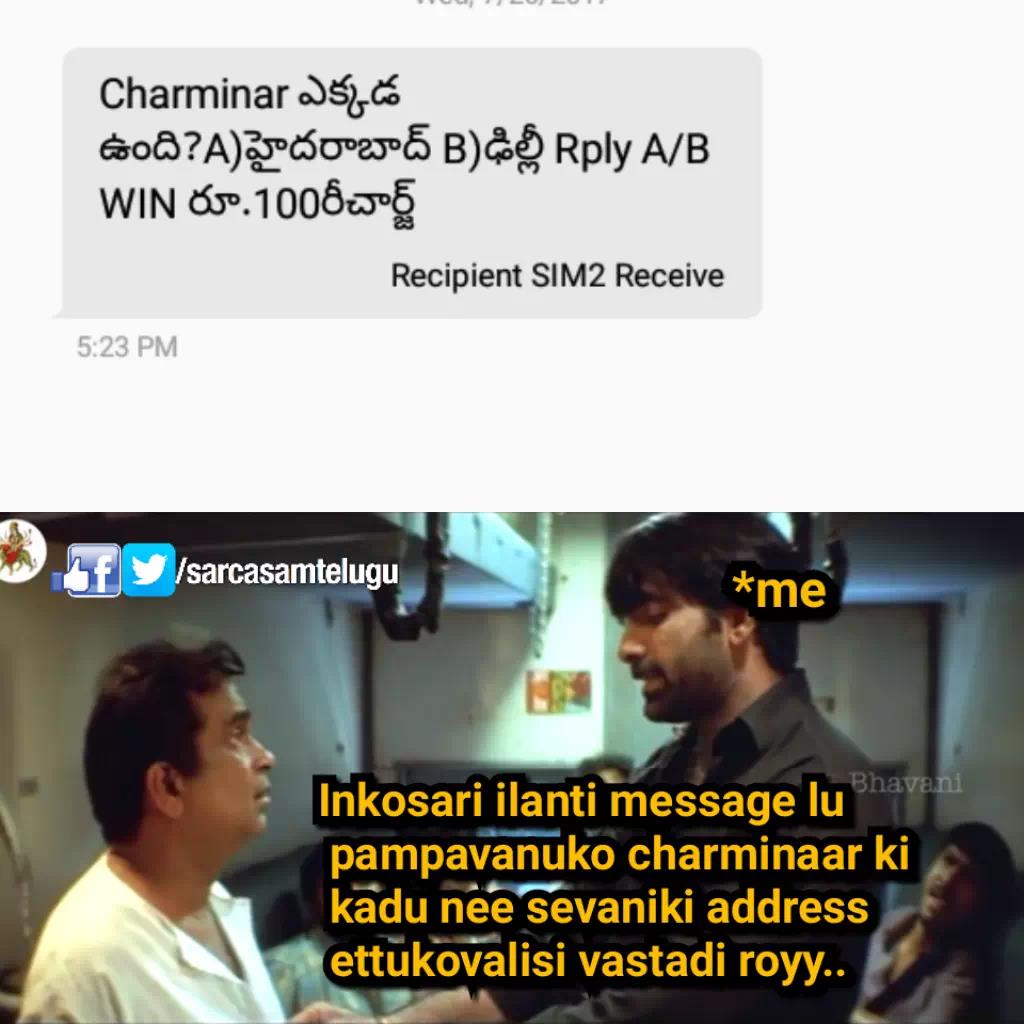 Charminar ఎక్కడ
ఉంది?A)హైదరాబాద్ B)ఢిల్లీ Rply A/B
WIN రూ.100రీచార్జ్
Recipient SIM2 Receive
5:23 PM
/sarcasamtelugu
*me
Bhavani
Inkosari ilanti message lu
pampavanuko charminaar ki
kadu nee sevaniki address
ettukovalisi vastadi royy..